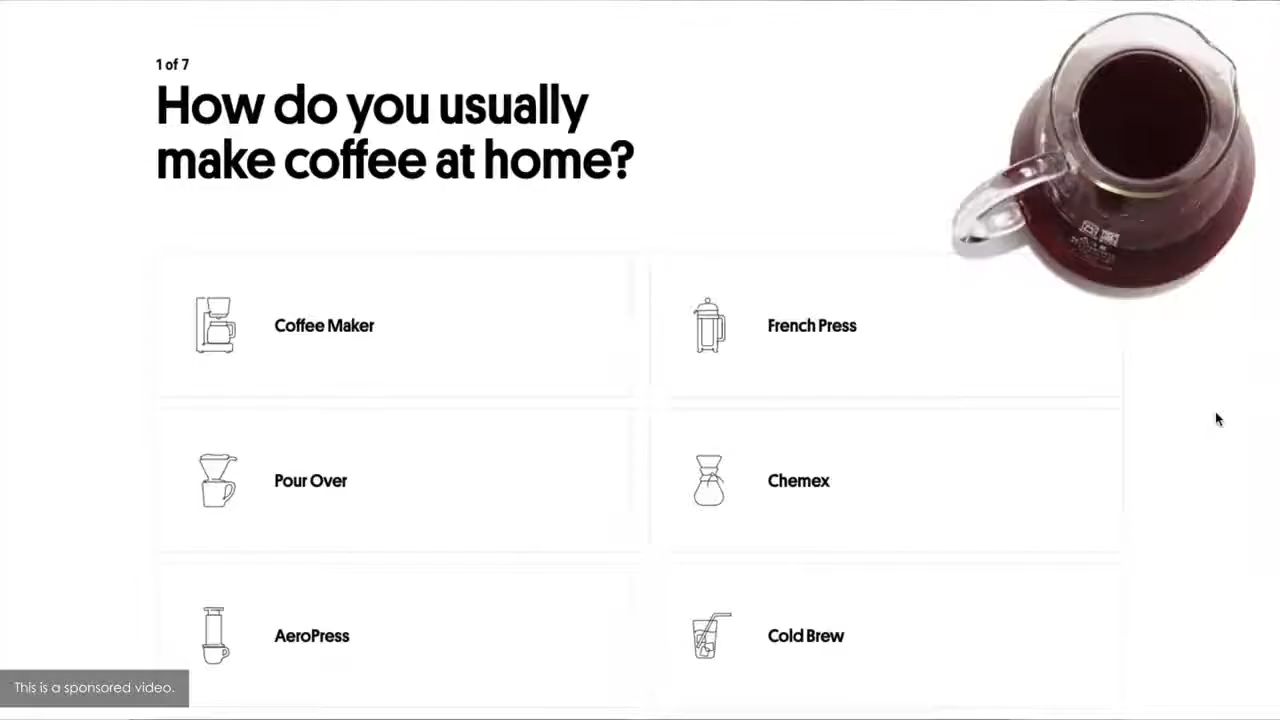 1 of 7
How do you usually
make coffee at home?
Coffee Maker
French Press
Pour Over
Chemex
AeroPress
Cold Brew
This is a sponsored video.